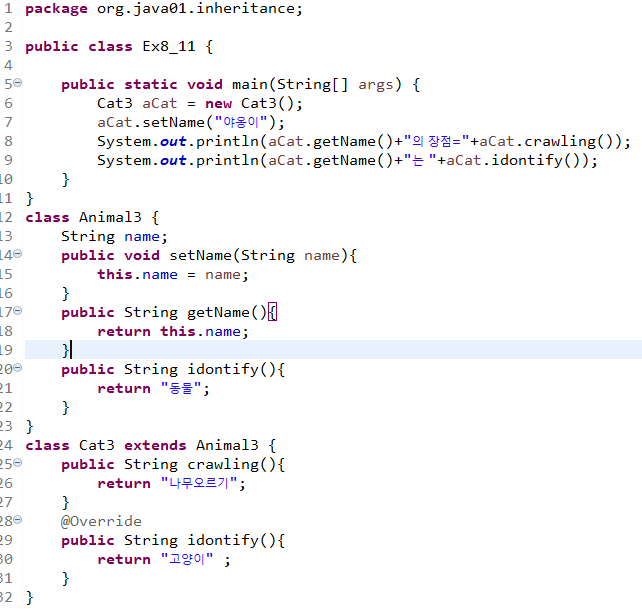 1 package org.java01.inheritance;
2
3 public class Ex8_11 {
4
5 public static void main(String[] args) {
6 Cat3 aCat = new Cat3();
7 aCat.setName("야옹이");
8 System.out.println(aCat.getName()+"의 장점="+aCat.crawling());
9 System.out.println(aCat.getName()+"는 "+aCat.idontify());
10 }
11 }
12 class Animal3 {
13 String name;
14 public void setName(String name){
15 this.name = name;
16 }
17 public String getName(){
18 return this.name;
19 }
20 public String idontify(){
21 return "동물";
22 }
23 }
24 class Cat3 extends Animal3 {
25 public String crawling(){
26 return "나무오르기";
27 }
28 @Override
29 public String idontify(){
30 return "고양이" ;
31 }
32 }